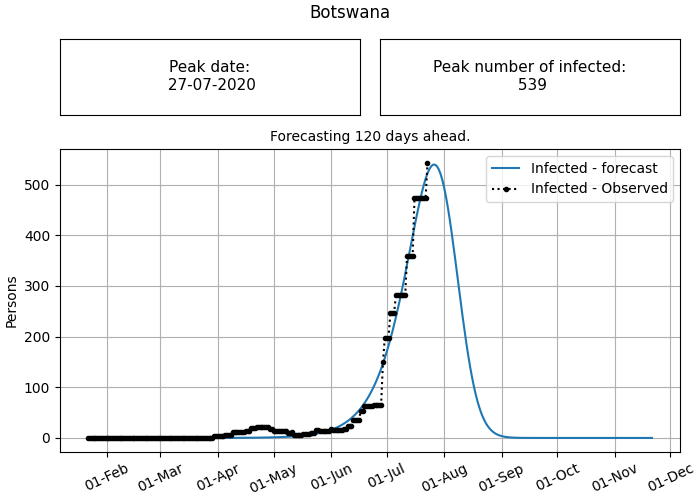 Botswana
Peak date:
27-07-2020
Peak number of infected:
539
Forecasting 120 days ahead.
Infected - forecast
Infected - Observed
Persons
500
400
300
200
100
0
01-Feb
01-Mar
01-Apr
01-May
01-Jun
01-Jul
01-Aug
01-Sep
01-Oct
01-Nov
01-Dec